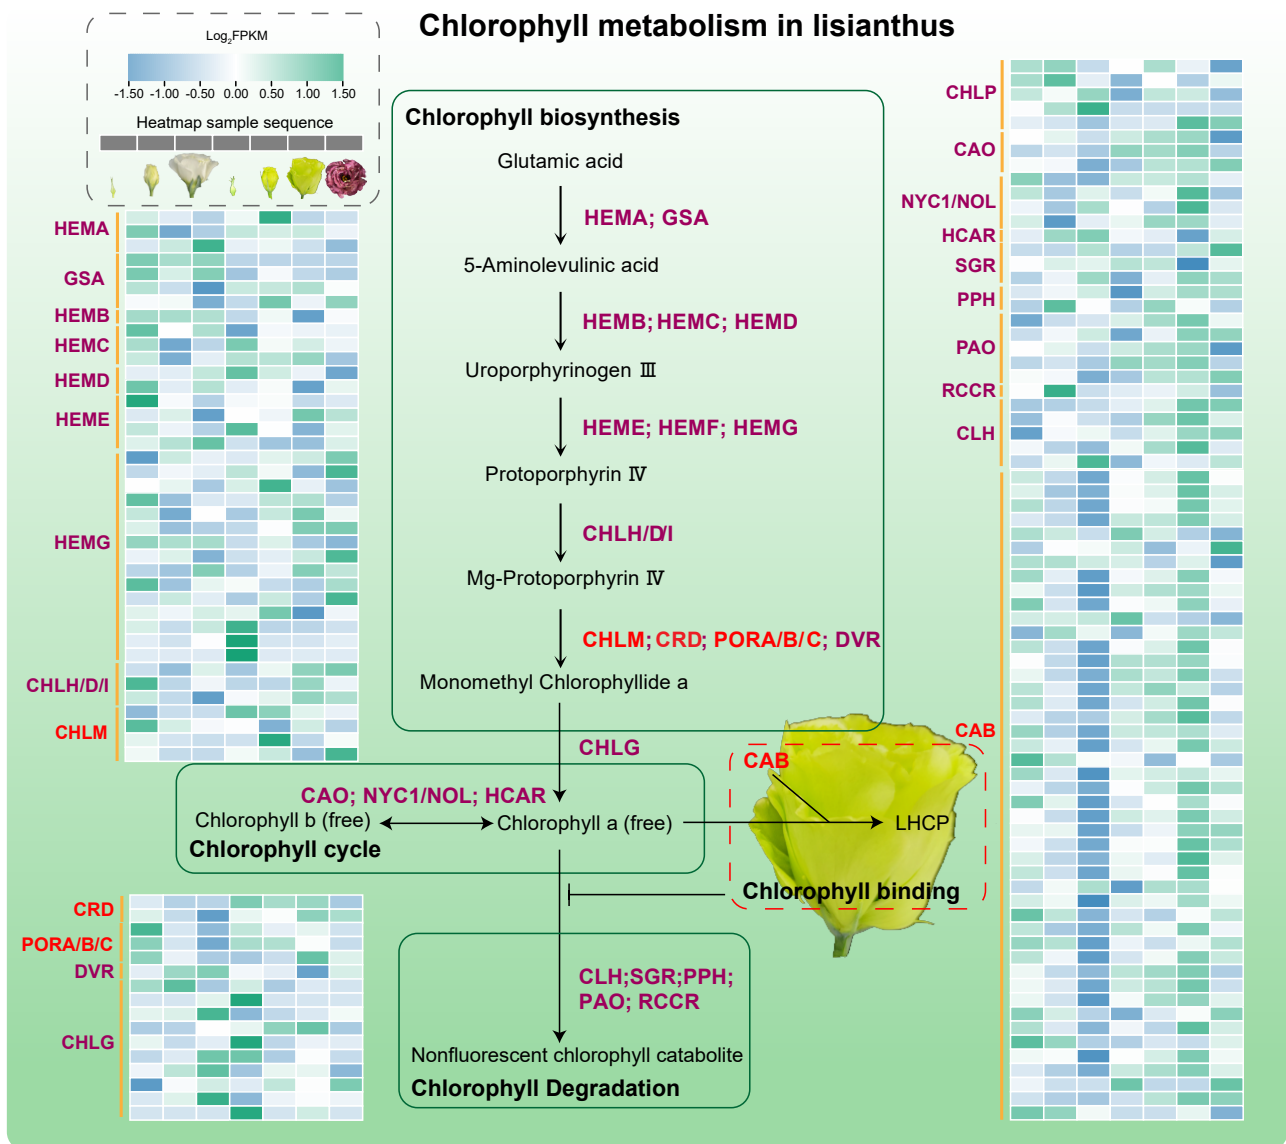 Chlorophyll metabolism in lisianthus
Log2FPKM
-1.50 -1.00 -0.50 0.00 0.50 1.00 1.50
Heatmap sample sequence
HEMA
GSA
HEMB
HEMC
HEMD
HEME
HEMG
CHLH/D/I
CHLM
CRD
PORA/B/C
DVR
CHLG
Chlorophyll biosynthesis
Glutamic acid
HEMA; GSA
5-Aminolevulinic acid
HEMB; HEMC; HEMD
Uroporphyrinogen Ⅲ
HEME; HEMF; HEMG
Protoporphyrin Ⅳ
CHLH/D/I
Mg-Protoporphyrin Ⅳ
CHLM; CRD; PORA/B/C; DVR
Monomethyl Chlorophyllide a
CHLG
CAO; NYC1/NOL; HCAR
Chlorophyll b (free)
Chlorophyll a (free)
Chlorophyll cycle
CAB
LHCP
Chlorophyll binding
CLH;SGR;PPH;
PAO; RCCR
Nonfluorescent chlorophyll catabolite
Chlorophyll Degradation
CHLP
CAO
NYC1/NOL
HCAR
SGR
PPH
PAO
RCCR
CLH
CAB